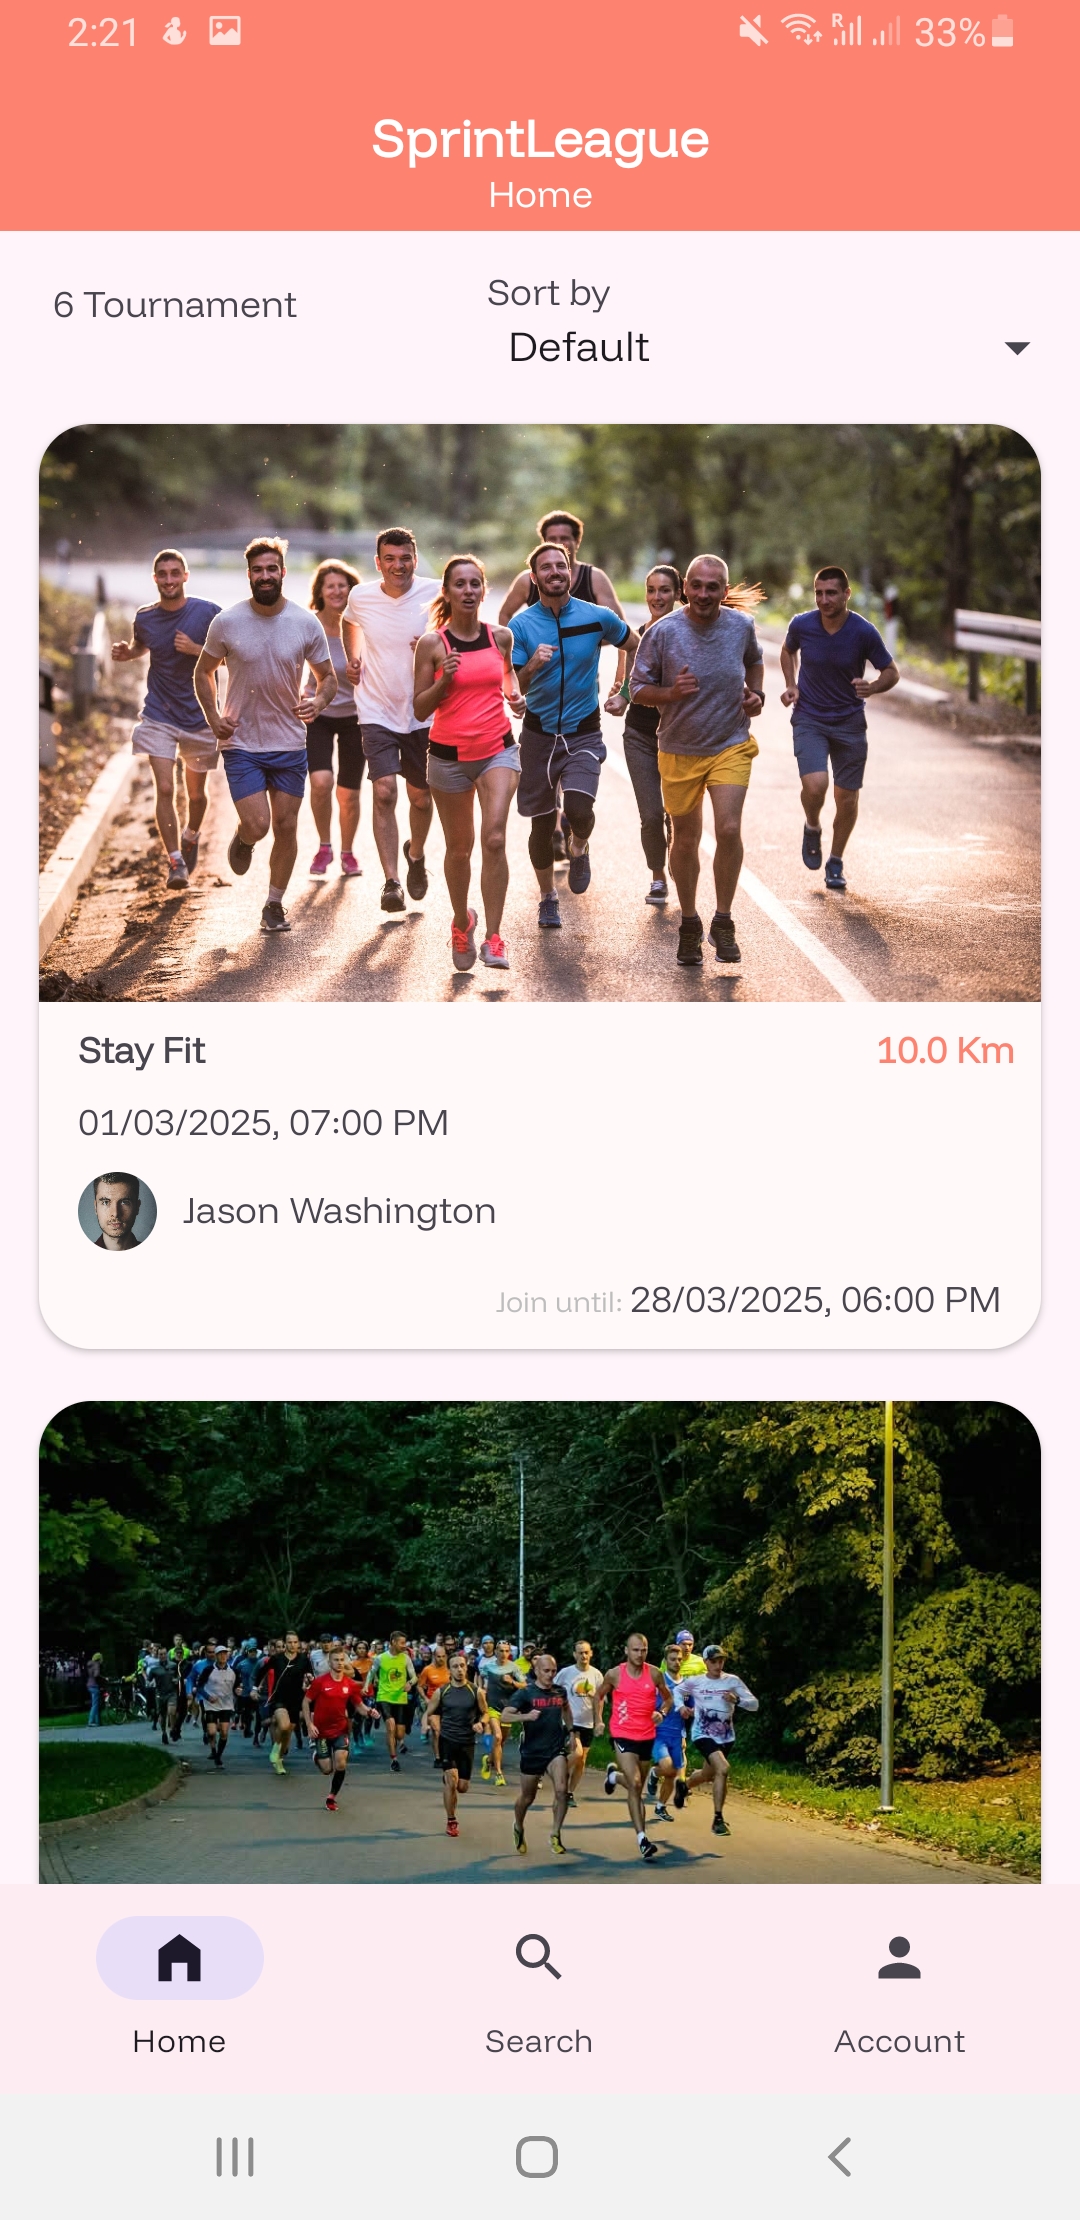 2:21
R
33%
SprintLeague
Home
6 Tournament
Sort by
Default
Stay Fit
10.0 Km
01/03/2025, 07:00 PM
Jason Washington
Join until: 28/03/2025, 06:00 PM
Home
Search
Account